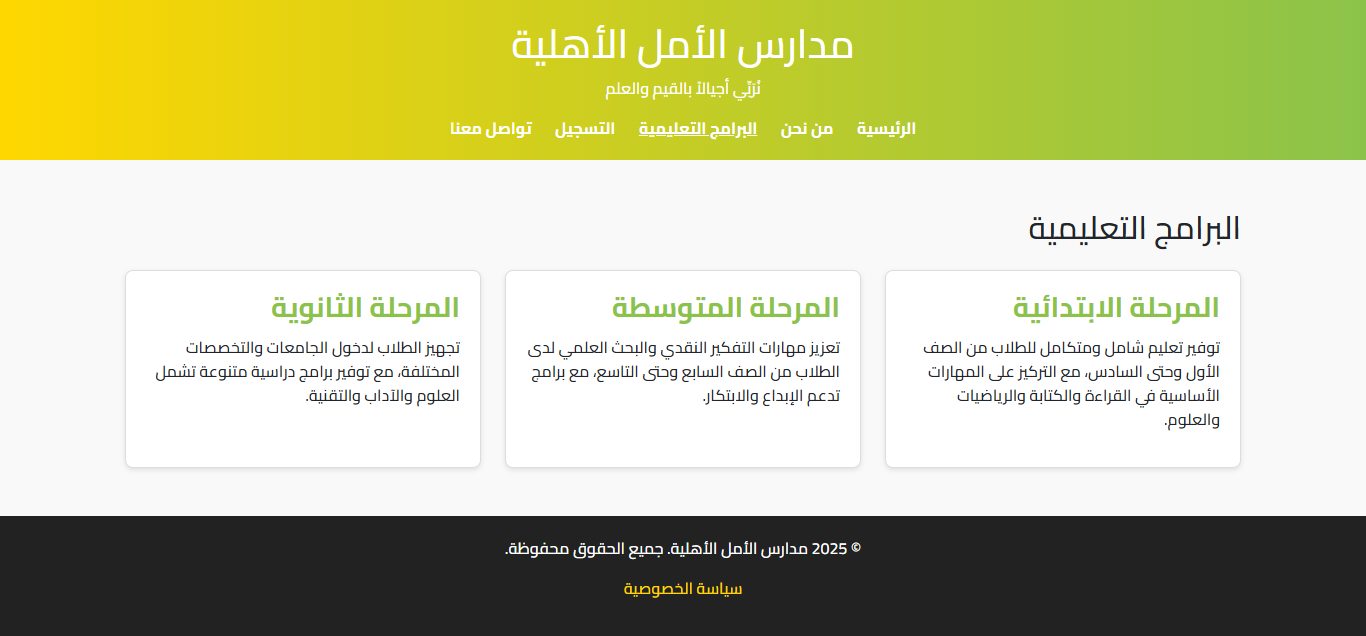 مدارس الأمل الأهلية
نُرَبّي أجيالاً بالقيم والعلم
الرئيسية من نحن البرامج التعليمية التسجيل تواصل معنا
البرامج التعليمية
المرحلة الابتدائية
توفير تعليم شامل ومتكامل للطلاب من الصف
الأول وحتى السادس، مع التركيز على المهارات
الأساسية في القراءة والكتابة والرياضيات
والعلوم.
المرحلة المتوسطة
تعزيز مهارات التفكير النقدي والبحث العلمي لدى
الطلاب من الصف السابع وحتى التاسع، مع برامج
تدعم الإبداع والابتكار.
المرحلة الثانوية
تجهيز الطلاب لدخول الجامعات والتخصصات
المختلفة، مع توفير برامج دراسية متنوعة تشمل
العلوم والآداب والتقنية.
© 2025 مدارس الأمل الأهلية. جميع الحقوق محفوظة.
سياسة الخصوصية